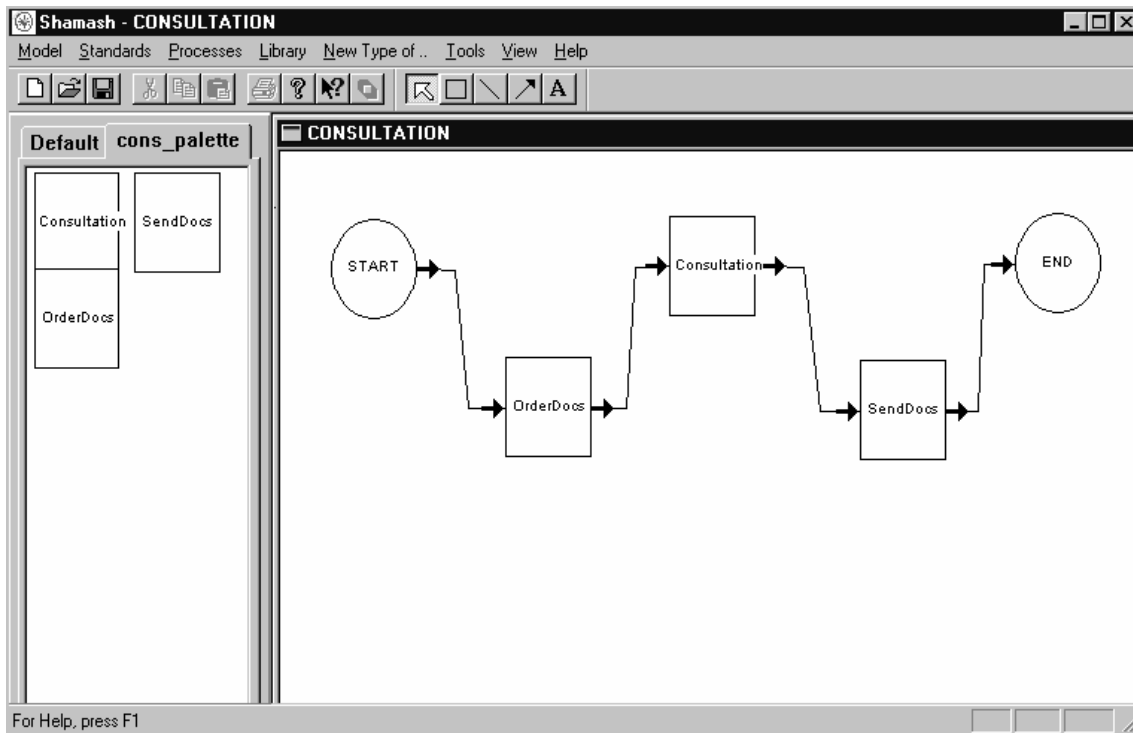 Shamash - CONSULTATION
Model Standards Processes Library New Type of .. Tools View Help
A
Default cons_palette
Consultation SendDocs
OrderDocs
CONSULTATION
START
Consultation
END
OrderDocs
SendDocs
For Help, press F1